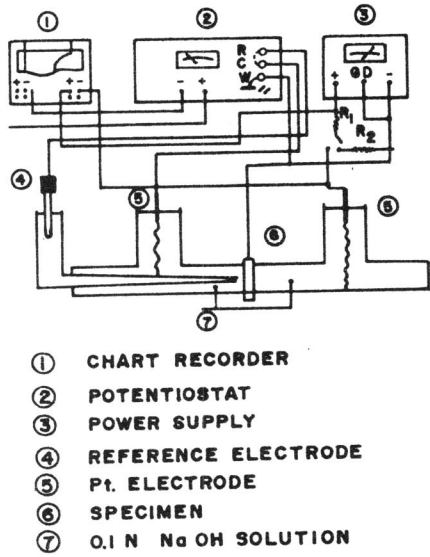 ① ② ③
R
C
W
- +
+ - + GD -
R1
R2
④ ⑤ ⑥ ⑤
⑦
① CHART RECORDER
② POTENTIOSTAT
③ POWER SUPPLY
④ REFERENCE ELECTRODE
⑤ Pt. ELECTRODE
⑥ SPECIMEN
⑦ 0.1 N Na OH SOLUTION